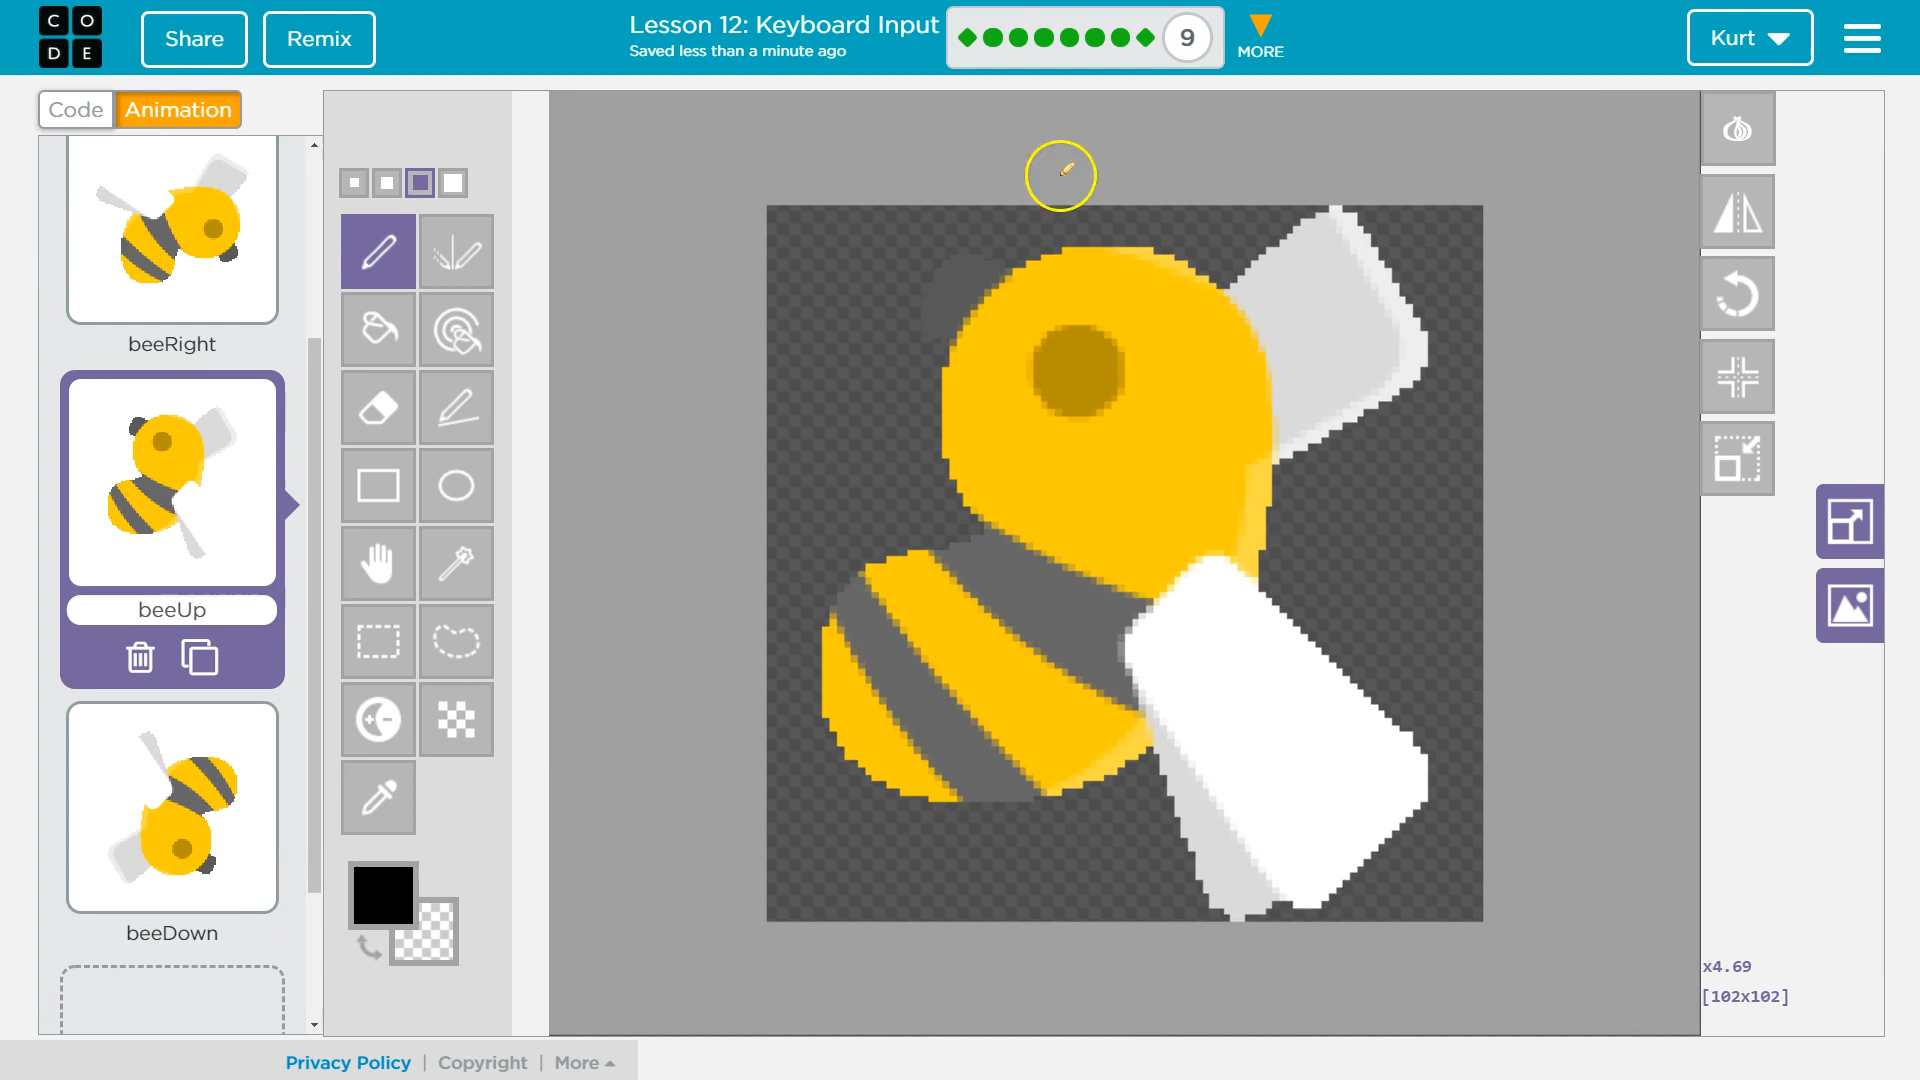 C O
D E
Share
Remix
Lesson 12: Keyboard Input
Saved less than a minute ago
9
MORE
Kurt
Code
Animation
beeRight
beeUp
beeDown
x4.69
[102x102]
Privacy Policy | Copyright | More